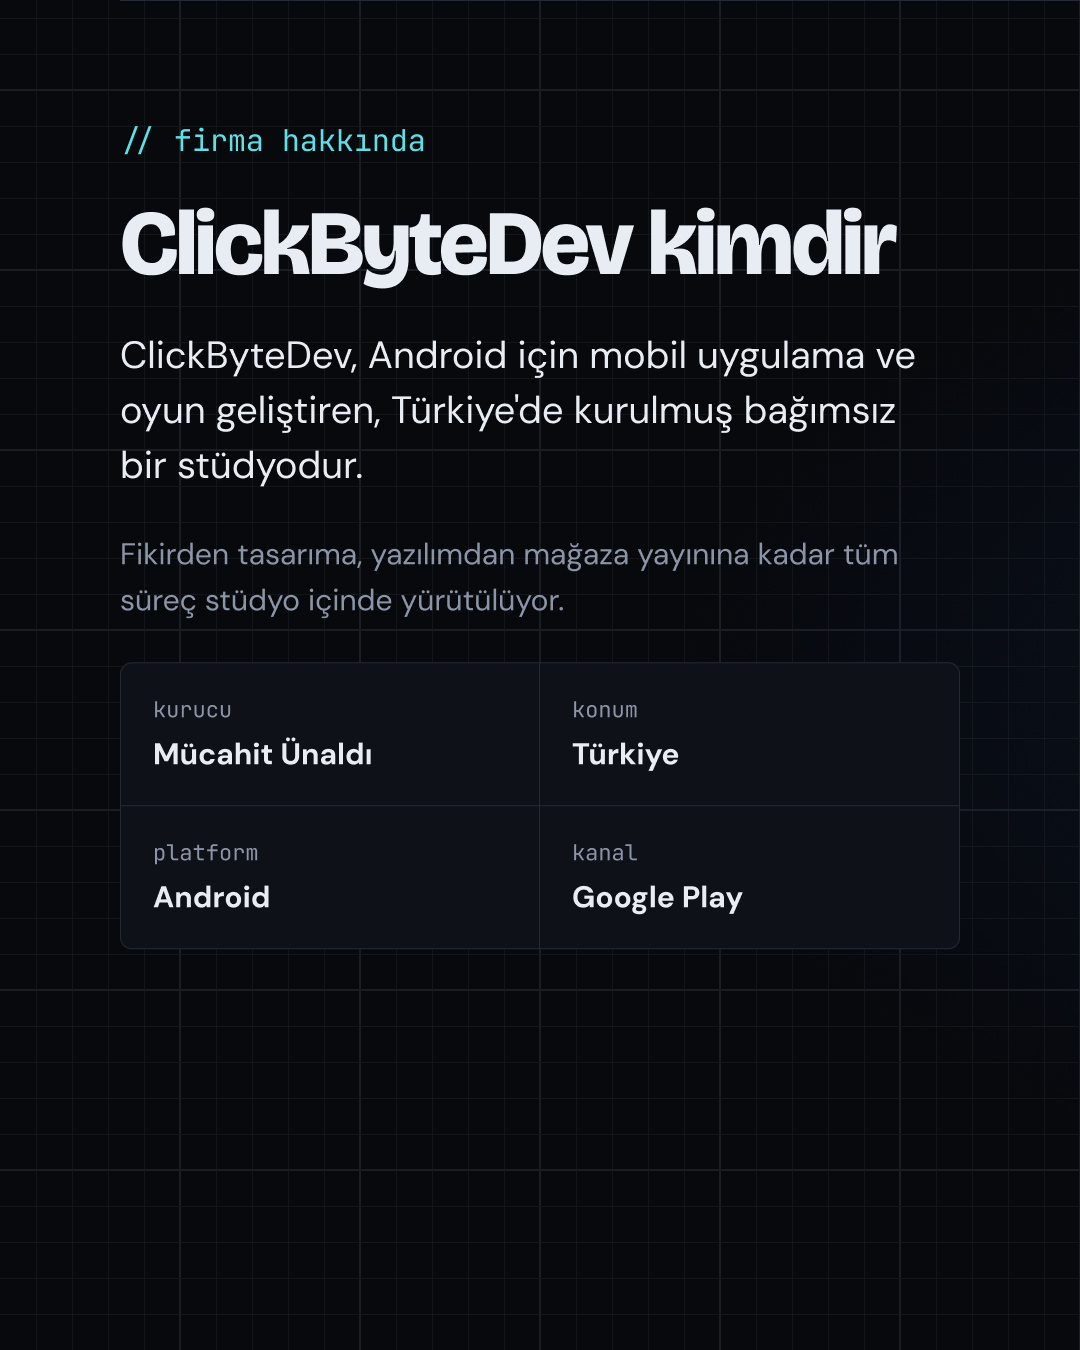 // firma hakkında
ClickByteDev kimdir
ClickByteDev, Android için mobil uygulama ve
oyun geliştiren, Türkiye'de kurulmuş bağımsız
bir stüdyodur.
Fikirden tasarıma, yazılımdan mağaza yayınına kadar tüm
süreç stüdyo içinde yürütülüyor.
kurucu
Mücahit Ünaldı
konum
Türkiye
platform
Android
kanal
Google Play